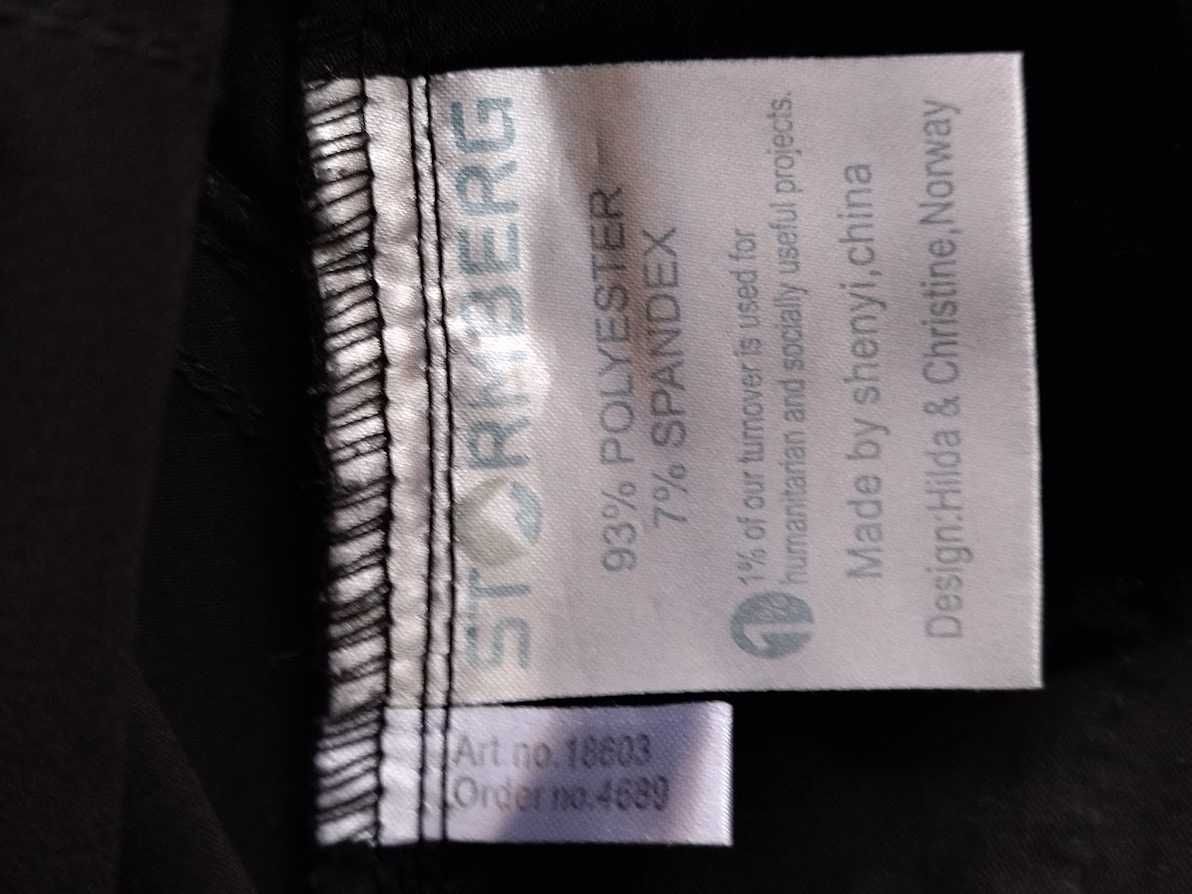 STORMBERG
93% POLYESTER
7% SPANDEX
1% of our turnover is used for
humanitarian and socially useful projects.
Made by shenyi,china
Design:Hilda & Christine,Norway
Art no.18603
Order no.4689